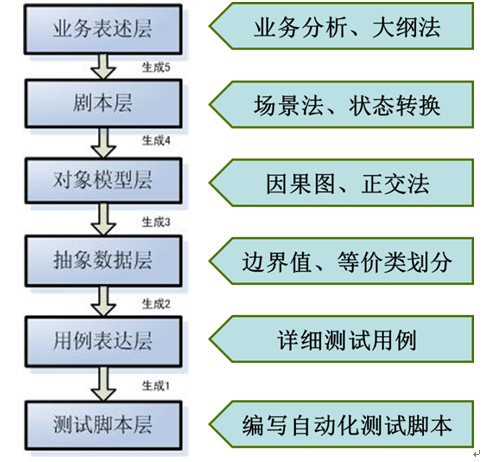 业务表述层
业务分析、大纲法
生成5
剧本层
场景法、状态转换
生成4
对象模型层
因果图、正交法
生成3
抽象数据层
边界值、等价类划分
生成2
用例表达层
详细测试用例
生成1
测试脚本层
编写自动化测试脚本